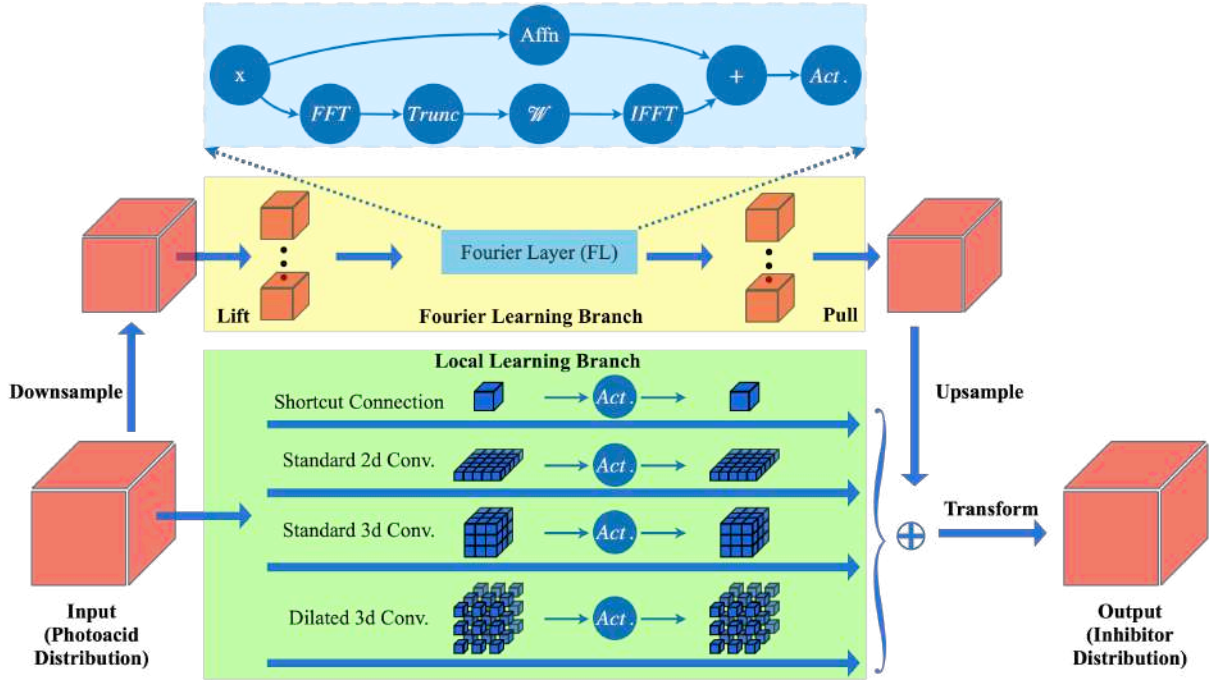 Affn
x
+
Act.
FFT
Trunc
𝒲
IFFT
Fourier Layer (FL)
Lift
Fourier Learning Branch
Pull
Local Learning Branch
Downsample
Upsample
Shortcut Connection
Act.
Standard 2d Conv.
Act.
Standard 3d Conv.
Act.
Transform
Dilated 3d Conv.
Act.
Input
(Photoacid
Distribution)
Output
(Inhibitor
Distribution)